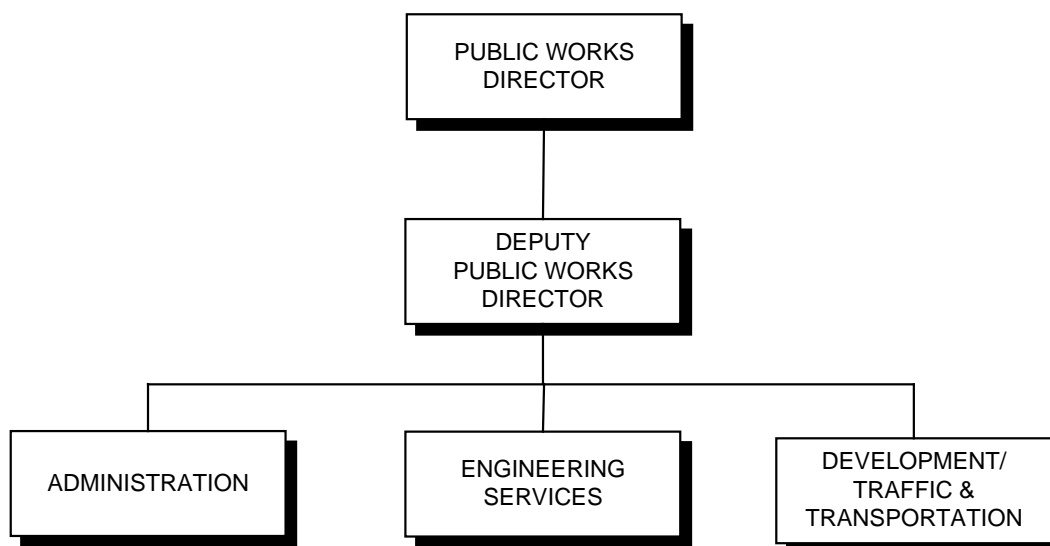 PUBLIC WORKS
DIRECTOR
DEPUTY
PUBLIC WORKS
DIRECTOR
ADMINISTRATION
ENGINEERING
SERVICES
DEVELOPMENT/
TRAFFIC &
TRANSPORTATION